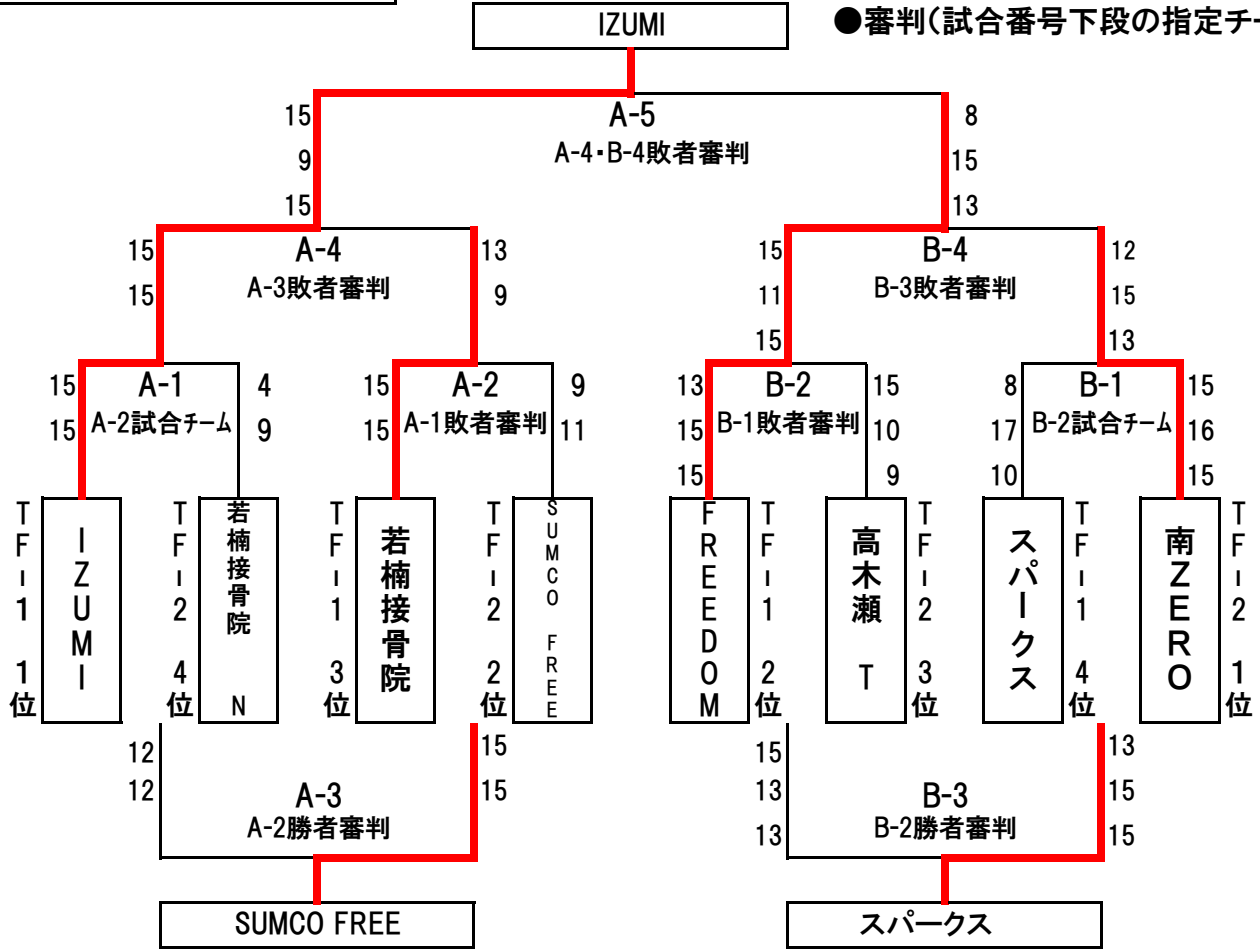 IZUMI
●審判(試合番号下段の指定チー
15 A-5 8
A-4・B-4敗者審判
9 15
15 13
15 A-4 13 15 B-4 12
A-3敗者審判 B-3敗者審判
15 9 11 15
15 13
15 A-1 4 15 A-2 9 13 B-2 15 8 B-1 15
15 A-2試合チーム 9 15 A-1敗者審判 11 15 B-1敗者審判 10 17 B-2試合チーム 16
15 9 10 15
TF-1 1位
IZUMI
TF-2 4位
若楠接骨院 N
TF-1 3位
若楠接骨院
TF-2 2位
SUMCO FREE
FREEDOM
TF-1 2位
高木瀬 T
TF-2 3位
スパークス
TF-1 4位
南ZERO
TF-2 1位
12 15 15 13
12 A-3 15 13 B-3 15
A-2勝者審判 B-2勝者審判
13 15
SUMCO FREE スパークス